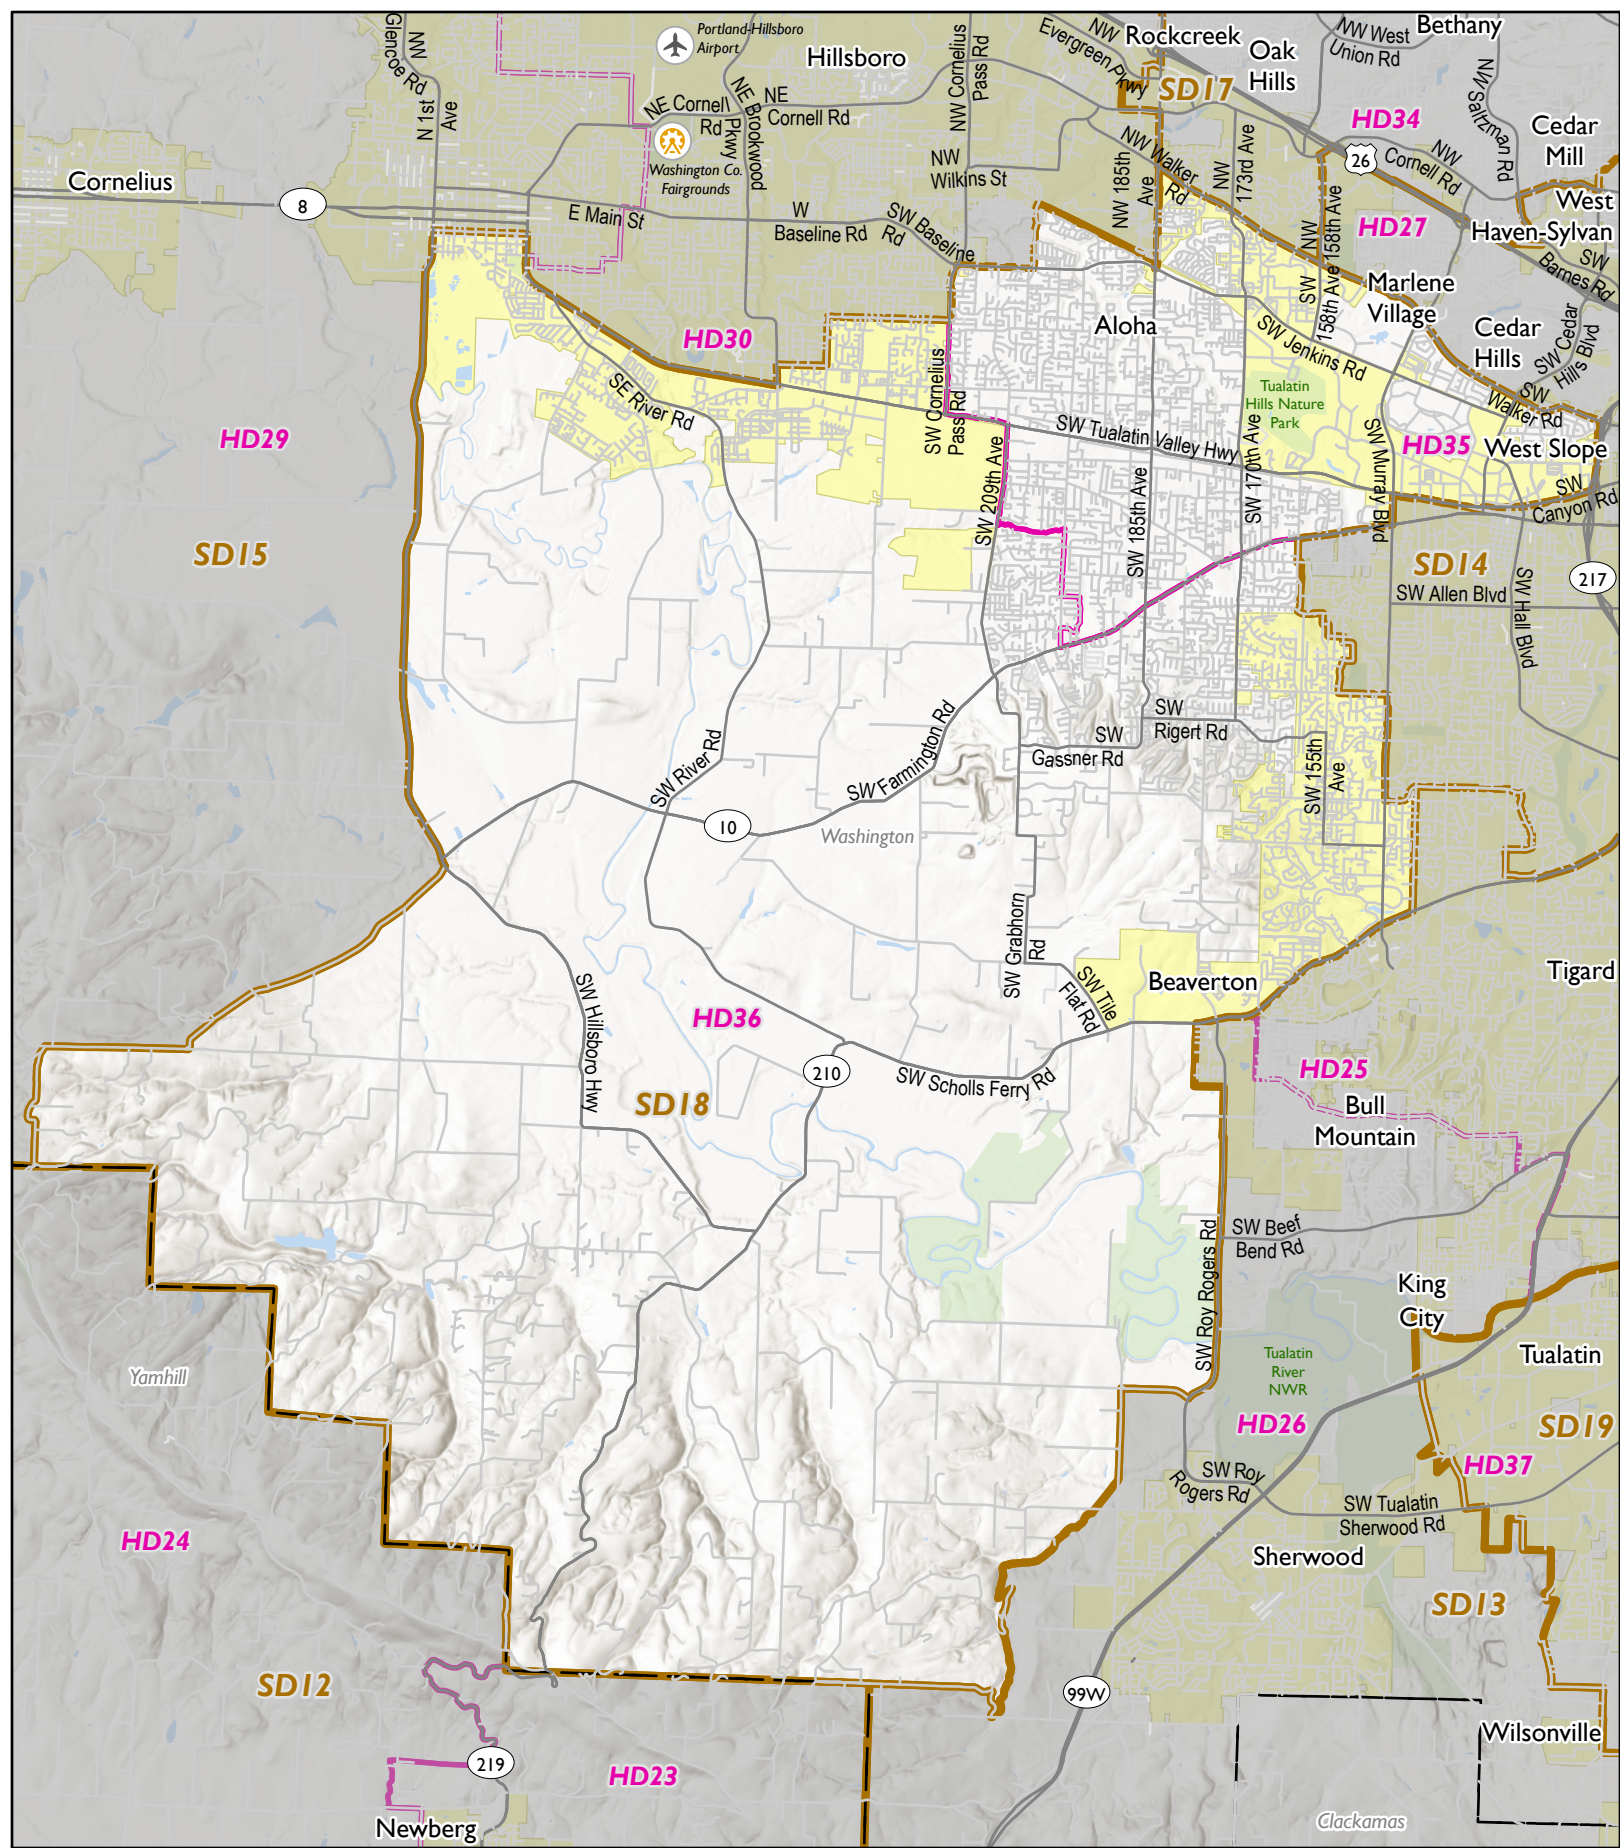 NW
Glencoe Rd
N 1st
Ave
Portland-Hillsboro
Airport
Hillsboro
NW Cornelius
Pass Rd
NW
Evergreen Pkwy
Rockcreek
Oak
Hills
NW West
Union Rd
Bethany
SD17
HD34
NW Saltzman Rd
Cedar
Mill
NE Cornell
Rd
NE Brookwood
Pkwy
NE
Cornell Rd
Washington Co.
Fairgrounds
NW
Wilkins St
NW Walker
Rd
NW 185th
Ave
NW
173rd Ave
26
NW
Cornell Rd
Cornelius
8
E Main St
W
Baseline Rd
SW Baseline
Rd
NW
158th Ave
SW
158th Ave
HD27
West
Haven-Sylvan
SW
Barnes Rd
Marlene
Village
Cedar
Hills
SW Cedar
Hills Blvd
HD30
Aloha
SW Jenkins Rd
SW
Walker Rd
SE River Rd
SW Cornelius
Pass Rd
Tualatin
Hills Nature
Park
HD29
SW Tualatin Valley Hwy
SW 170th Ave
SW Murray Blvd
HD35
West Slope
SW 209th Ave
SW 185th Ave
SW
Canyon Rd
SD15
SD14
217
SW Allen Blvd
SW Hall Blvd
SW River Rd
SW Farmington Rd
SW
Gassner Rd
SW
Rigert Rd
SW 155th
Ave
10
Washington
SW Grabhorn
Rd
SW Tile
Flat Rd
Beaverton
Tigard
SW Hillsboro Hwy
HD36
210
SW Scholls Ferry Rd
SD18
HD25
Bull
Mountain
SW Roy Rogers Rd
SW Beef
Bend Rd
King
City
Yamhill
Tualatin
River
NWR
Tualatin
HD26
SD19
HD37
SW Roy
Rogers Rd
SW Tualatin
Sherwood Rd
HD24
Sherwood
SD13
SD12
99W
Wilsonville
219
HD23
Newberg
Clackamas